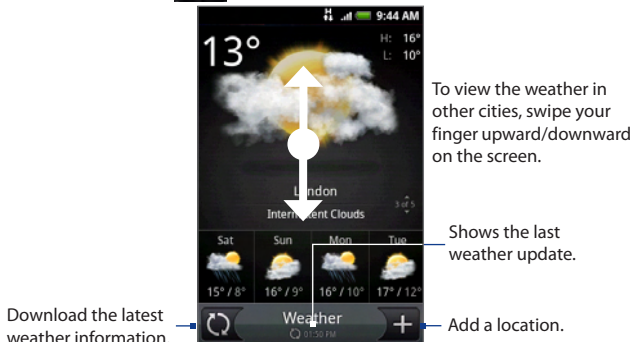 9:44 AM
13°
H: 16°
L: 10°
To view the weather in
other cities, swipe your
finger upward/downward
on the screen.
London
3 of 5
Intermittent Clouds
Sat Sun Mon Tue
15° / 8° 16° / 9° 16° / 10° 17° / 12°
Shows the last
weather update.
Download the latest
weather information.
Weather
01:50 PM
Add a location.